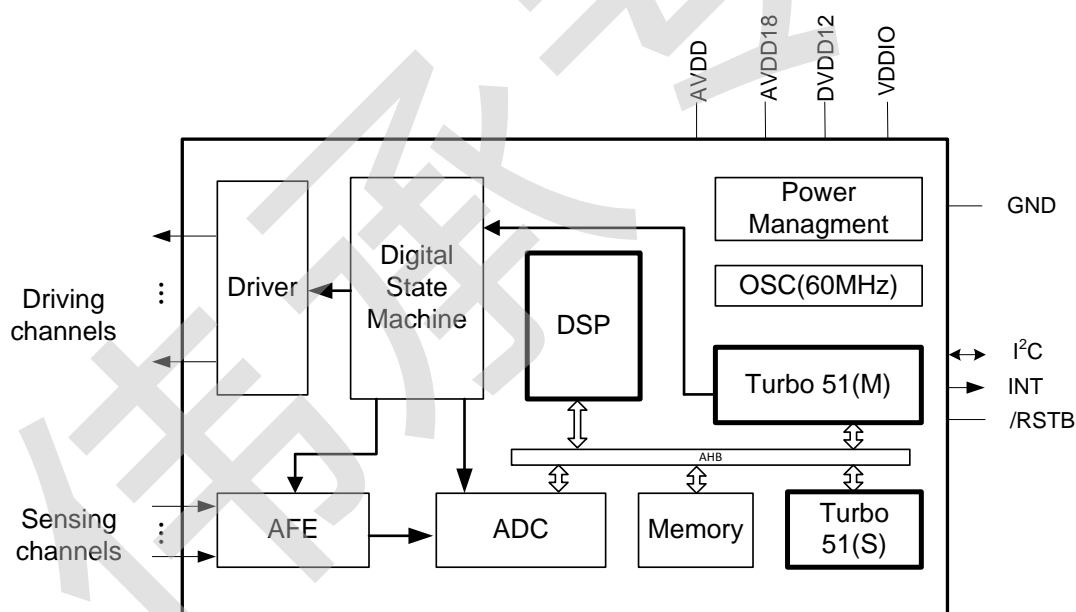 AVDD
AVDD18
DVDD12
VDDIO
Power
Managment
GND
Driver
Digital
State
Machine
OSC(60MHz)
DSP
Driving
channels
⋮
I²C
Turbo 51(M)
INT
/RSTB
AHB
Sensing
channels
⋮
AFE
ADC
Memory
Turbo
51(S)